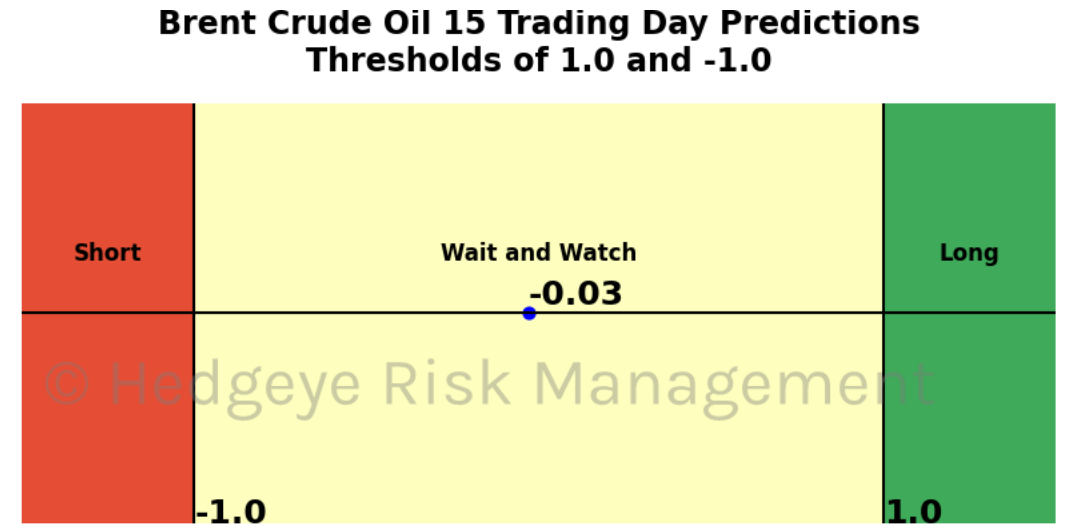 Brent Crude Oil 15 Trading Day Predictions
Thresholds of 1.0 and -1.0
Short
Wait and Watch
Long
-0.03
© Hedgeye Risk Management
-1.0
1.0